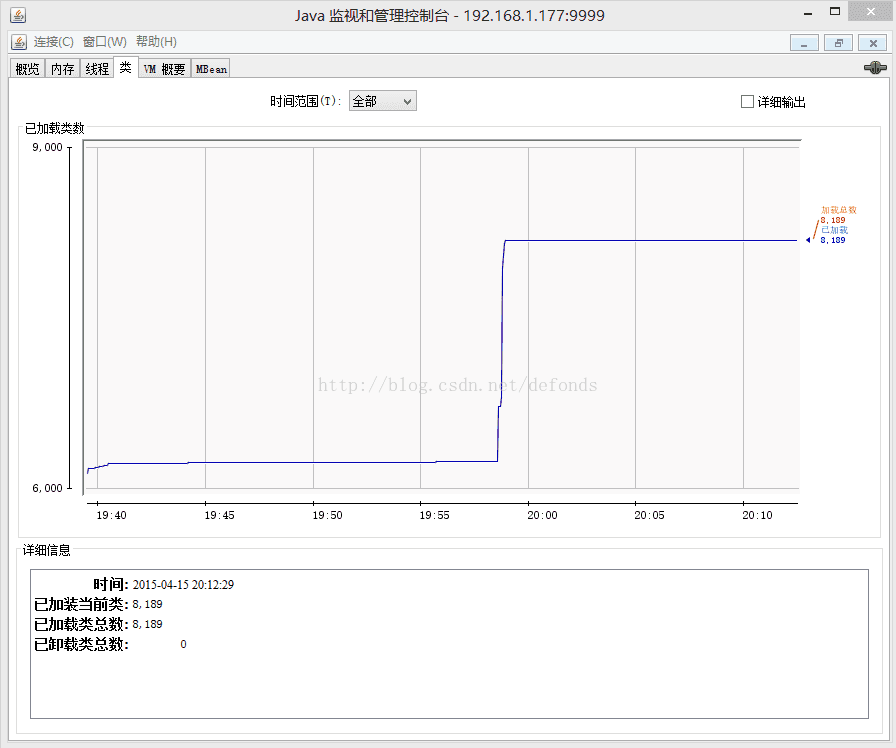 Java 监视和管理控制台 - 192.168.1.177:9999
连接(C) 窗口(W) 帮助(H)
概览 内存 线程 类 VM 概要 MBean
时间范围(T): 全部 详细输出
已加载类数
9,000
加载总数
8,189
已加载
8,189
http://blog.csdn.net/defonds
6,000
19:40 19:45 19:50 19:55 20:00 20:05 20:10
详细信息
时间: 2015-04-15 20:12:29
已加装当前类: 8,189
已加载类总数: 8,189
已卸载类总数: 0